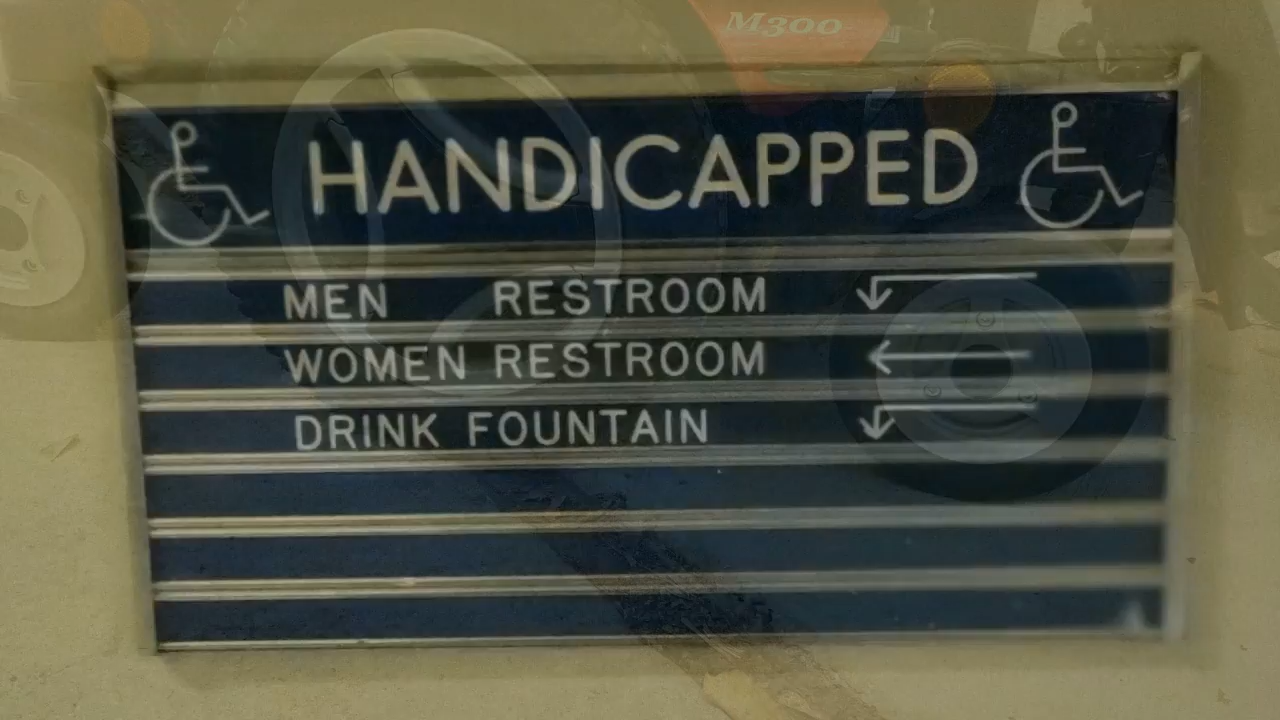 M300
HANDICAPPED
MEN RESTROOM
WOMEN RESTROOM
DRINK FOUNTAIN